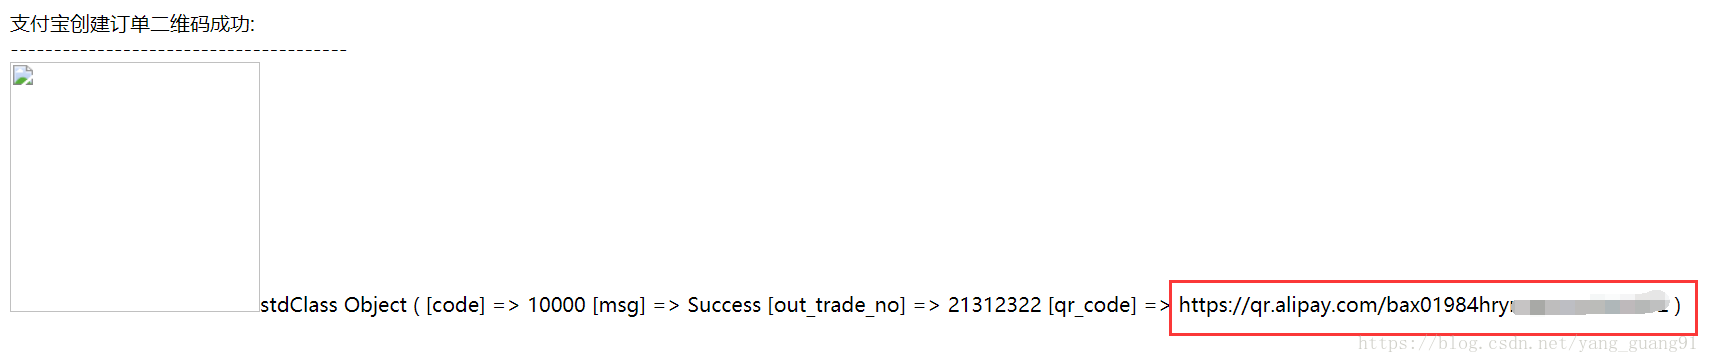 支付宝创建订单二维码成功:
---------------------------------------
stdClass Object ( [code] => 10000 [msg] => Success [out_trade_no] => 21312322 [qr_code] => https://qr.alipay.com/bax01984hry )
https://blog.csdn.net/yang_guang91